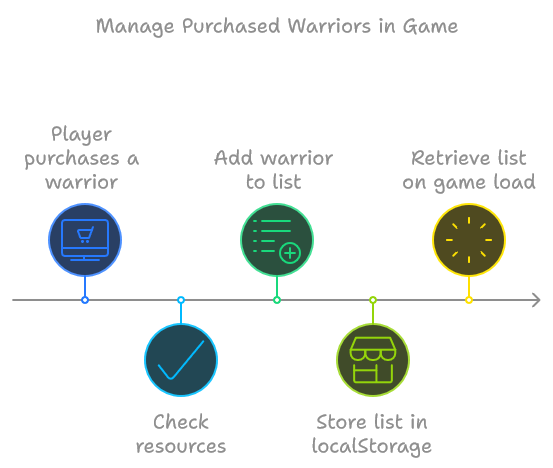 Manage Purchased Warriors in Game
Player
purchases a
warrior
Add warrior
to list
Retrieve list
on game load
Check
resources
Store list in
localStorage